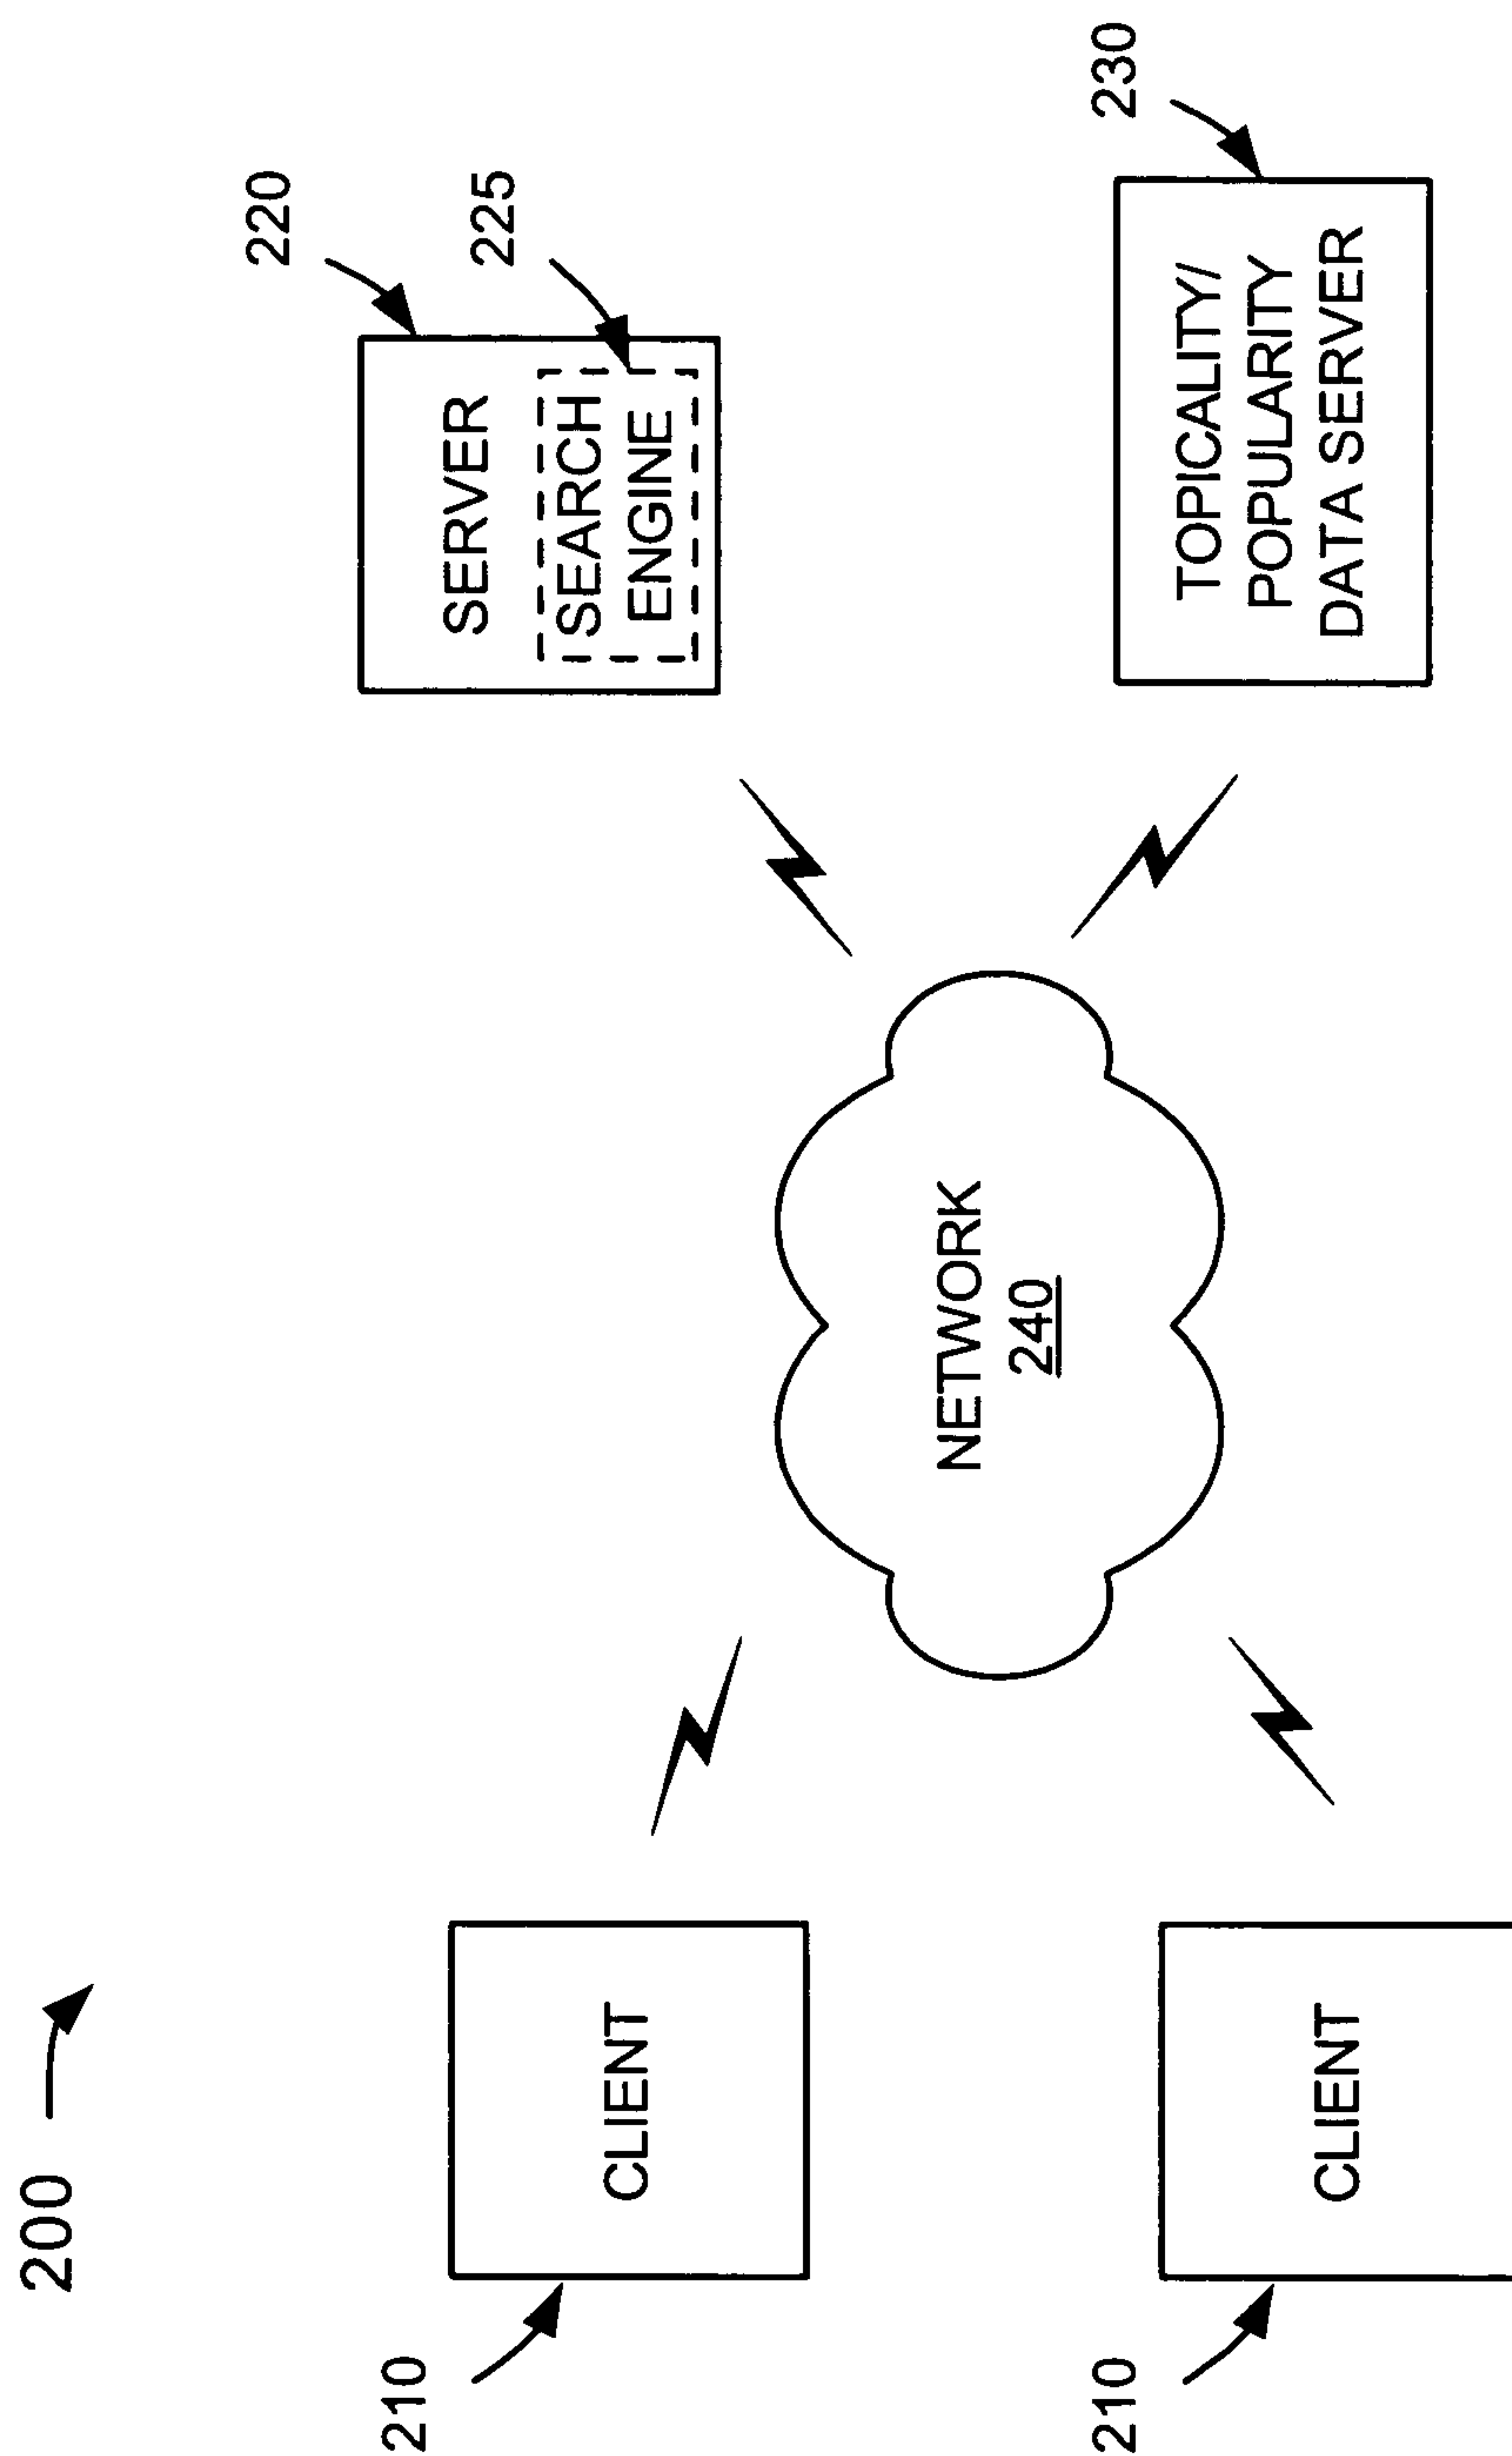 200
210
CLIENT
210
CLIENT
NETWORK
240
220
SERVER
225
SEARCH
ENGINE
230
TOPICALITY/
POPULARITY
DATA SERVER